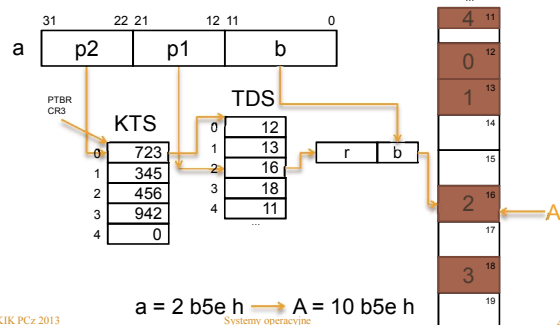 ...
31 22 21 12 11 0
a p2 p1 b
4 11
0 12
1 13
14
15
2 16
17
3 18
19
PTBR
CR3
KTS
0 723
1 345
2 456
3 942
4 0
TDS
0 12
1 13
2 16
3 18
4 11
...
r b
A
a = 2 b5e h A = 10 b5e h
KIK PCz 2013 Systemy operacyjne